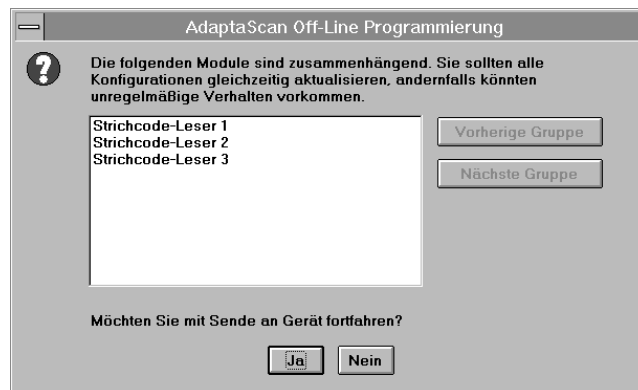 AdaptaScan Off-Line Programmierung
Die folgenden Module sind zusammenhängend. Sie sollten alle
Konfigurationen gleichzeitig aktualisieren, andernfalls könnten
unregelmäßige Verhalten vorkommen.
Strichcode-Leser 1
Strichcode-Leser 2
Strichcode-Leser 3
Vorherige Gruppe
Nächste Gruppe
Möchten Sie mit Sende an Gerät fortfahren?
Ja
Nein